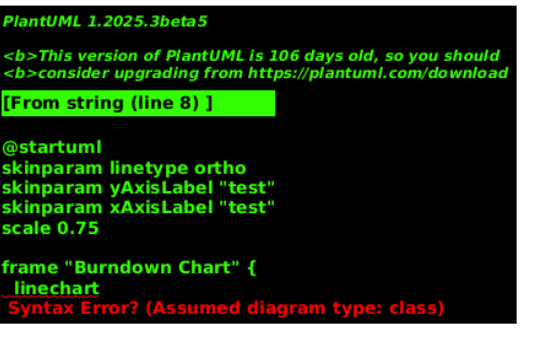 PlantUML 1.2025.3beta5
<b>This version of PlantUML is 106 days old, so you should
<b>consider upgrading from https://plantuml.com/download
[From string (line 8) ]
@startuml
skinparam linetype ortho
skinparam yAxisLabel "test"
skinparam xAxisLabel "test"
scale 0.75
frame "Burndown Chart" {
linechart
Syntax Error? (Assumed diagram type: class)